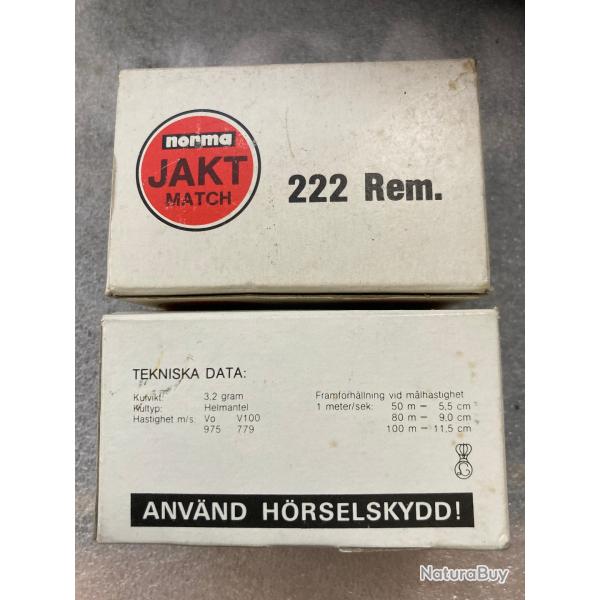 norma
JAKT
MATCH
222 Rem.
TEKNISKA DATA:
Kulvikt: 3.2 gram
Kultyp: Helmantel
Hastighet m/s: Vo V100
975 779
Framförhållning vid målhastighet
1 meter/sek: 50 m – 5,5 cm
80 m – 9,0 cm
100 m – 11,5 cm
ANVÄND HÖRSELSKYDD!
NaturaBuy